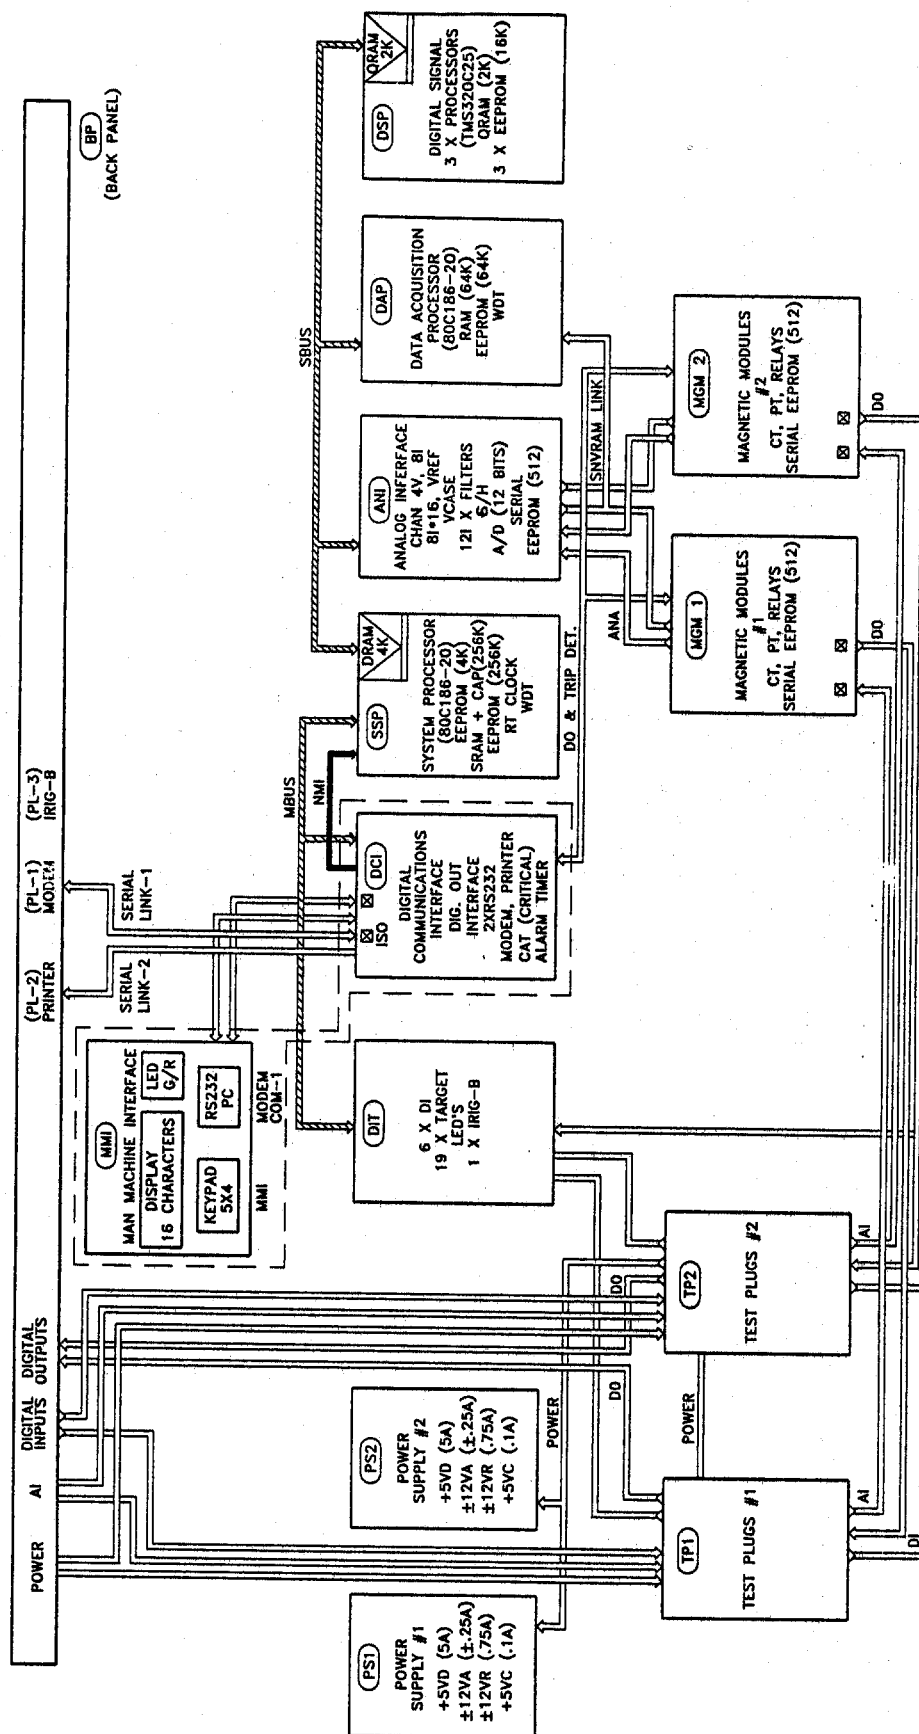 POWER
AI
DIGITAL
INPUTS
DIGITAL
OUTPUTS
(PL-2)
PRINTER
(PL-1)
MODEM
(PL-3)
IRIG-B
BP
(BACK PANEL)
SERIAL
LINK-2
SERIAL
LINK-1
MMI
MAN MACHINE INTERFACE
DISPLAY
16 CHARACTERS
LED
G/R
KEYPAD
5X4
RS232
PC
MMI
MODEM
COM-1
MBUS
NMI
SBUS
PS1
POWER
SUPPLY #1
+5VD (5A)
±12VA (±.25A)
±12VR (.75A)
+5VC (.1A)
PS2
POWER
SUPPLY #2
+5VD (5A)
±12VA (±.25A)
±12VR (.75A)
+5VC (.1A)
DIT
6 X DI
19 X TARGET
LED'S
1 X IRIG-B
ISO
DCI
DIGITAL
COMMUNICATIONS
INTERFACE
DIG. OUT
INTERFACE
2XRS232
MODEM, PRINTER
CAT (CRITICAL)
ALARM TIMER
SSP
DRAM
4K
SYSTEM PROCESSOR
(80C186-20)
EEPROM (4K)
SRAM + CAP(256K)
EEPROM (256K)
RT CLOCK
WDT
ANI
ANALOG INFERFACE
CHAN 4V, 8I
8I*16, VREF
VCASE
12I X FILTERS
S/H
A/D (12 BITS)
SERIAL
EEPROM (512)
DAP
DATA ACQUISITION
PROCESSOR
(80C186-20)
RAM (64K)
EEPROM (64K)
WDT
DSP
QRAM
2K
DIGITAL SIGNAL
3 X PROCESSORS
(TMS320C25)
QRAM (2K)
3 X EEPROM (16K)
POWER
DO
DO
POWER
DO & TRIP DET.
ANA
SNVRAM LINK
TP1
TEST PLUGS #1
TP2
TEST PLUGS #2
MGM 1
MAGNETIC MODULES
#1
CT, PT, RELAYS
SERIAL EEPROM (512)
MGM 2
MAGNETIC MODULES
#2
CT, PT, RELAYS
SERIAL EEPROM (512)
AI
AI
DO
DO
DI